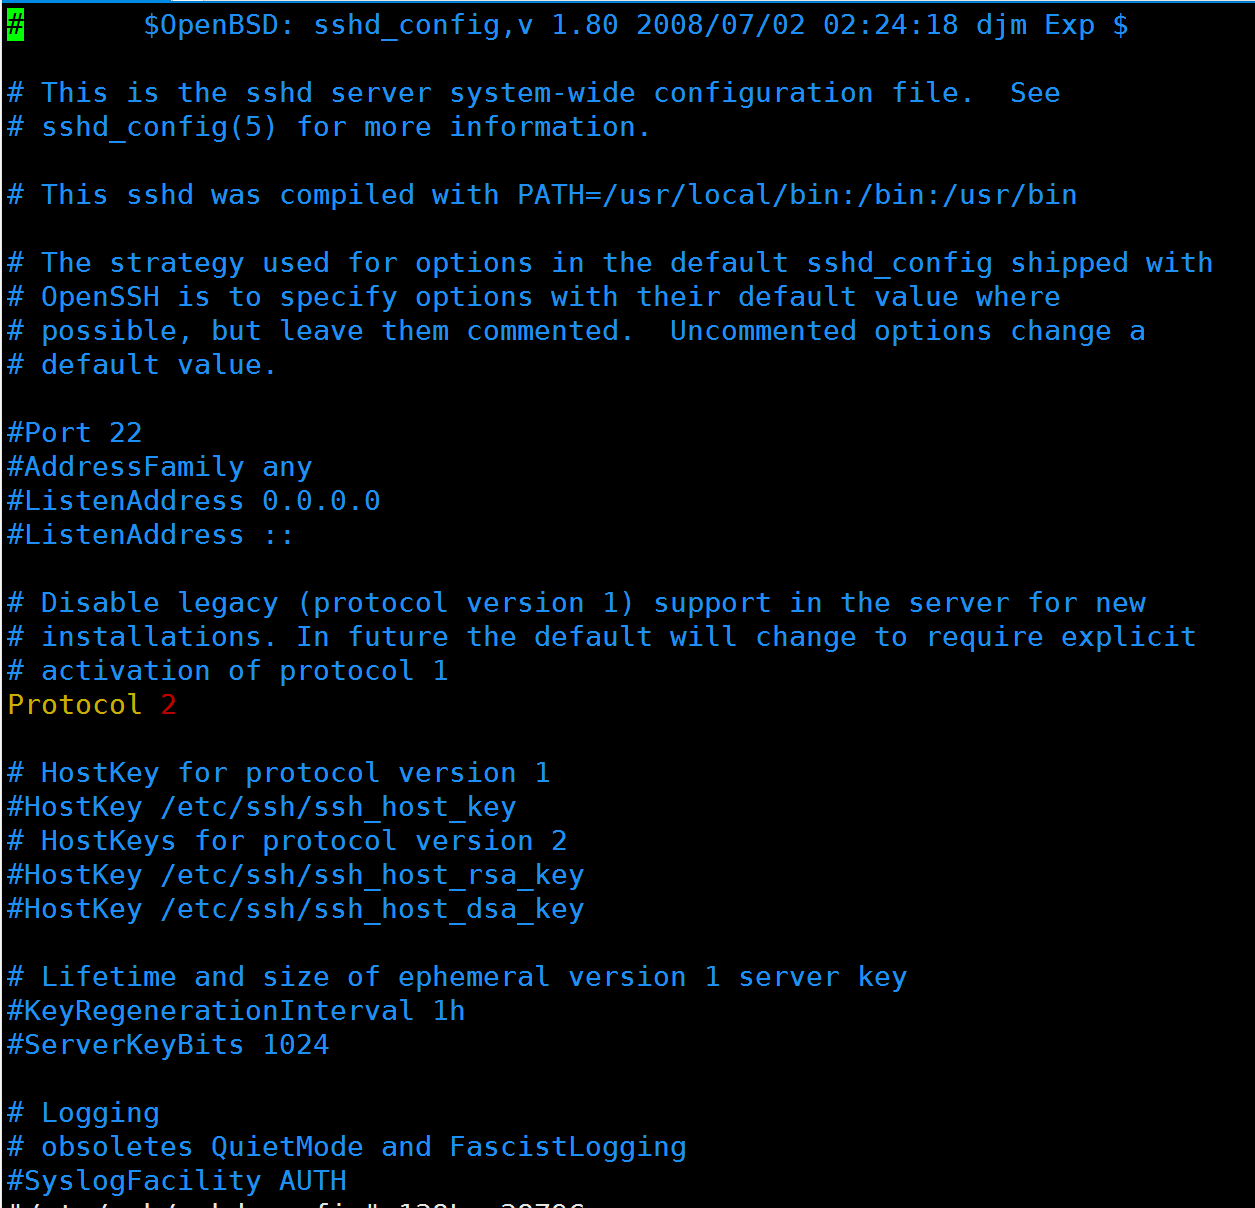 #       $OpenBSD: sshd_config,v 1.80 2008/07/02 02:24:18 djm Exp $
# This is the sshd server system-wide configuration file.  See
# sshd_config(5) for more information.
# This sshd was compiled with PATH=/usr/local/bin:/bin:/usr/bin
# The strategy used for options in the default sshd_config shipped with
# OpenSSH is to specify options with their default value where
# possible, but leave them commented.  Uncommented options change a
# default value.
#Port 22
#AddressFamily any
#ListenAddress 0.0.0.0
#ListenAddress ::
# Disable legacy (protocol version 1) support in the server for new
# installations. In future the default will change to require explicit
# activation of protocol 1
Protocol 2
# HostKey for protocol version 1
#HostKey /etc/ssh/ssh_host_key
# HostKeys for protocol version 2
#HostKey /etc/ssh/ssh_host_rsa_key
#HostKey /etc/ssh/ssh_host_dsa_key
# Lifetime and size of ephemeral version 1 server key
#KeyRegenerationInterval 1h
#ServerKeyBits 1024
# Logging
# obsoletes QuietMode and FascistLogging
#SyslogFacility AUTH